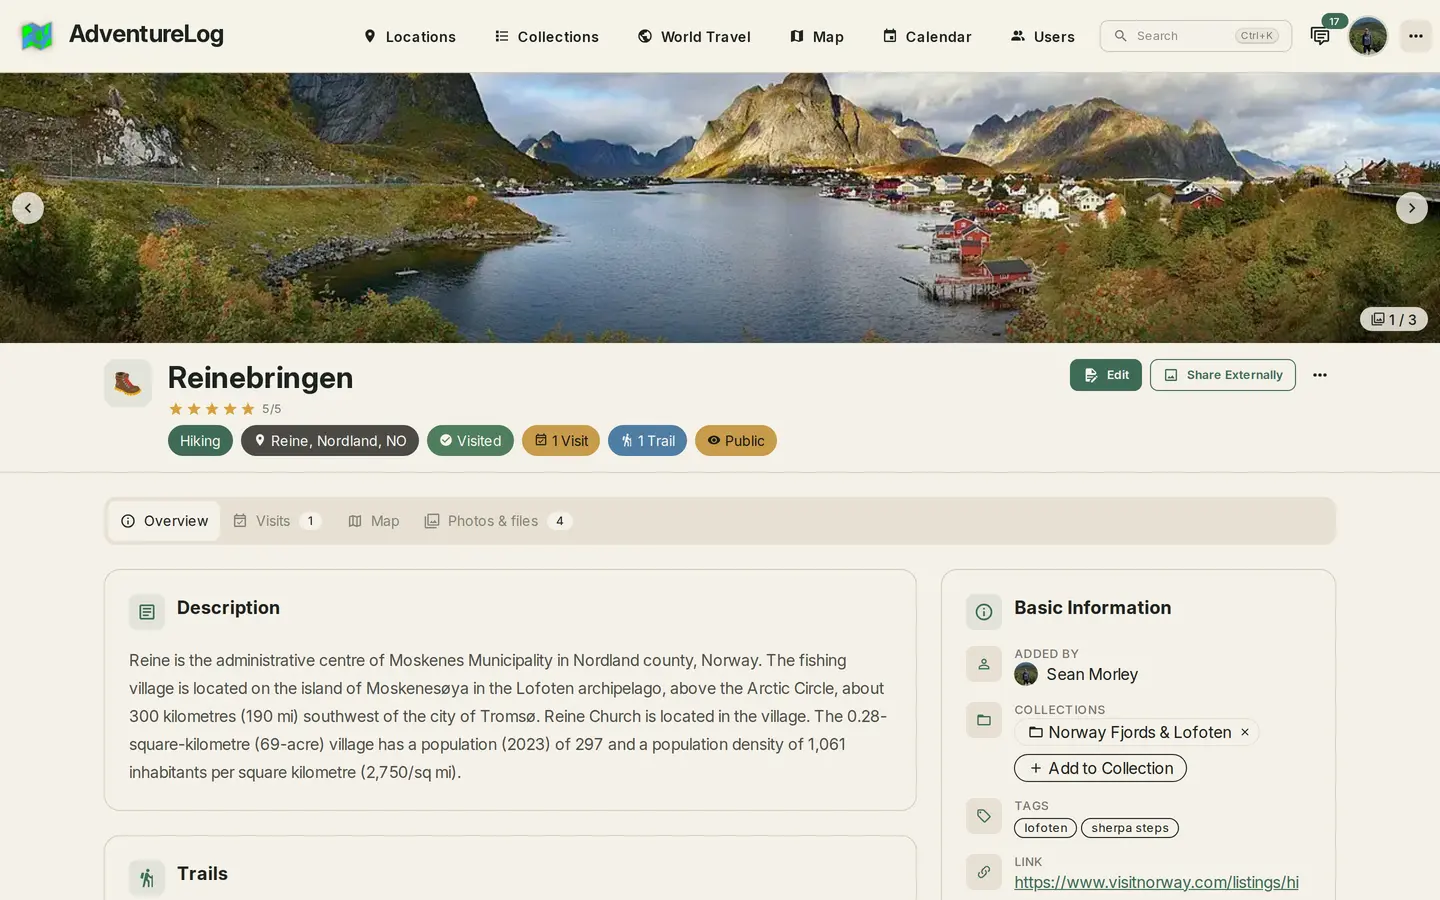 AdventureLog
Locations
Collections
World Travel
Map
Calendar
Users
Search
Ctrl+K
17
1 / 3
Reinebringen
5/5
Edit
Share Externally
Hiking
Reine, Nordland, NO
Visited
1 Visit
1 Trail
Public
Overview
Visits 1
Map
Photos & files 4
Description
Reine is the administrative centre of Moskenes Municipality in Nordland county, Norway. The fishing
village is located on the island of Moskenesøya in the Lofoten archipelago, above the Arctic Circle, about
300 kilometres (190 mi) southwest of the city of Tromsø. Reine Church is located in the village. The 0.28-
square-kilometre (69-acre) village has a population (2023) of 297 and a population density of 1,061
inhabitants per square kilometre (2,750/sq mi).
Trails
Basic Information
ADDED BY
Sean Morley
COLLECTIONS
Norway Fjords & Lofoten ×
+ Add to Collection
TAGS
lofoten
sherpa steps
LINK
https://www.visitnorway.com/listings/hi